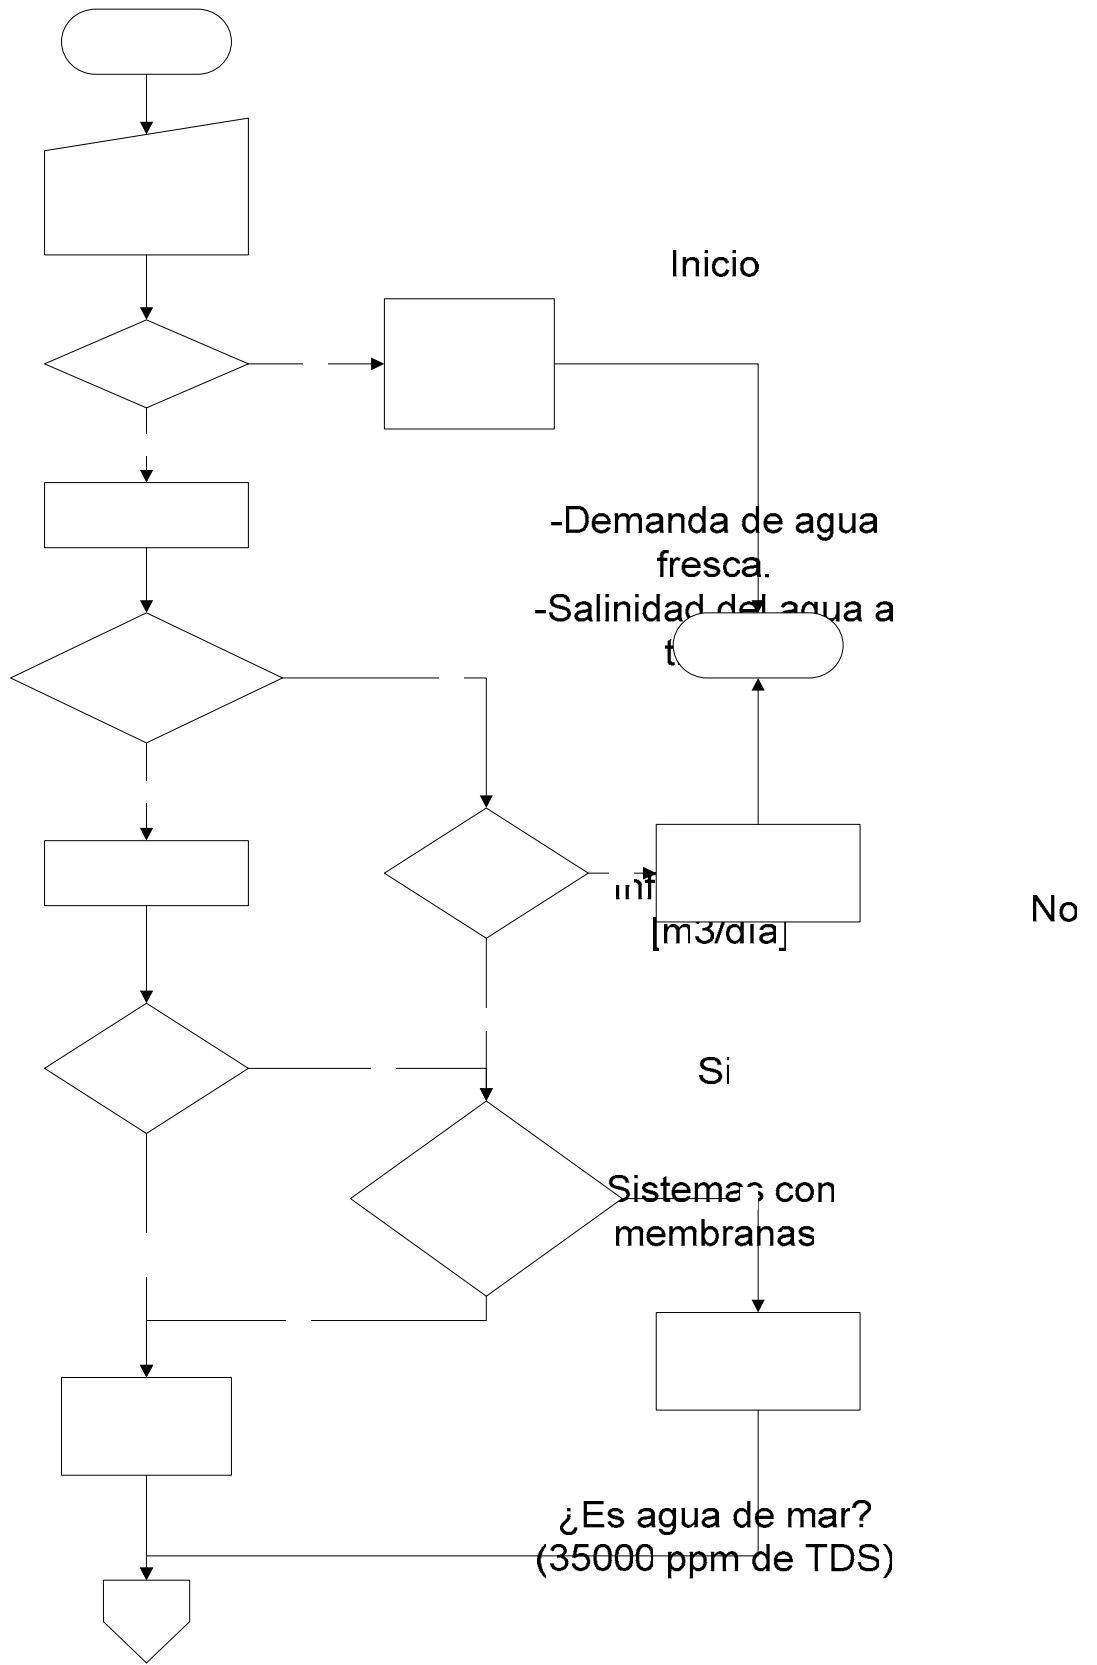 Inicio
-Demanda de agua
fresca.
-Salinidad del agua a
[m3/día]
No
Si
Sistemas con
membranas
¿Es agua de mar?
(35000 ppm de TDS)